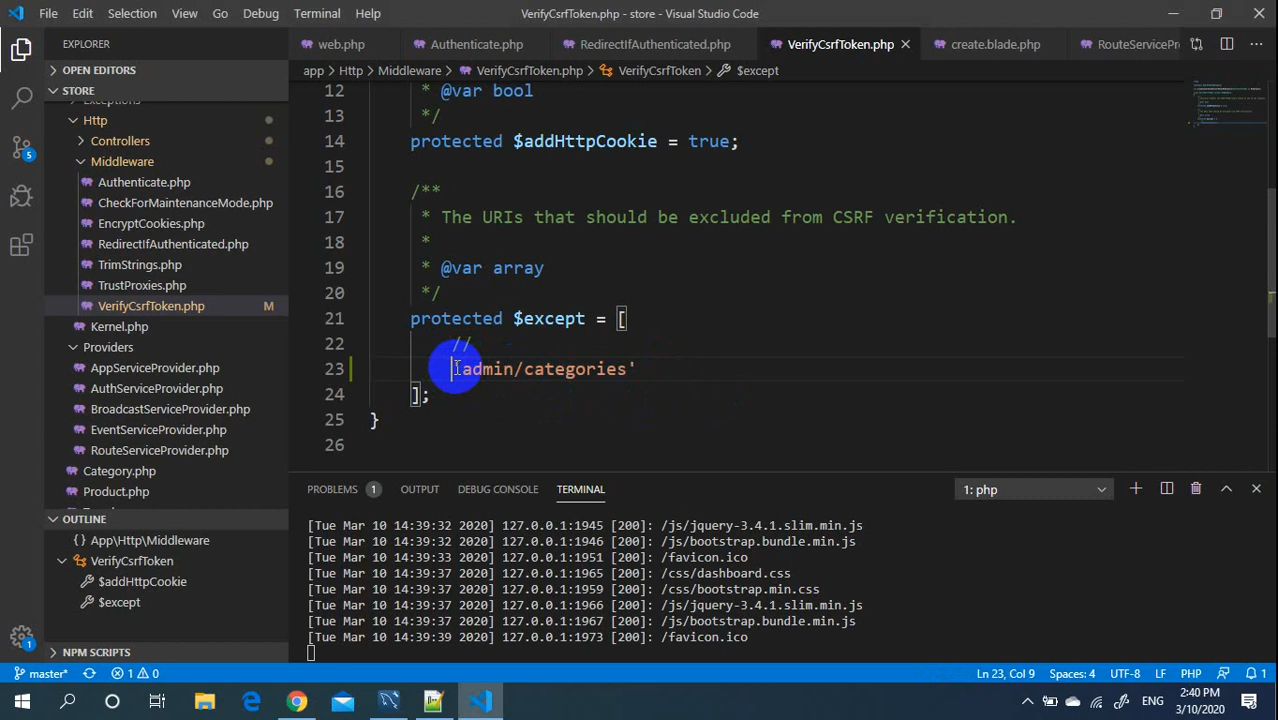 File Edit Selection View Go Debug Terminal Help VerifyCsrfToken.php - store - Visual Studio Code
EXPLORER
web.php Authenticate.php RedirectIfAuthenticated.php VerifyCsrfToken.php create.blade.php RouteServicePr
OPEN EDITORS
STORE
app > Http > Middleware > VerifyCsrfToken.php > VerifyCsrfToken > $except
Exceptions
Http
Controllers
Middleware
Authenticate.php
CheckForMaintenanceMode.php
EncryptCookies.php
RedirectIfAuthenticated.php
TrimStrings.php
TrustProxies.php
VerifyCsrfToken.php M
Kernel.php
Providers
AppServiceProvider.php
AuthServiceProvider.php
BroadcastServiceProvider.php
EventServiceProvider.php
RouteServiceProvider.php
Category.php
Product.php
OUTLINE
App\Http\Middleware
VerifyCsrfToken
$addHttpCookie
$except
NPM SCRIPTS
5
1
12 * @var bool
13 */
14 protected $addHttpCookie = true;
15
16 /**
17 * The URIs that should be excluded from CSRF verification.
18 *
19 * @var array
20 */
21 protected $except = [
22 //
23 'admin/categories'
24 ];
25 }
26
PROBLEMS 1 OUTPUT DEBUG CONSOLE TERMINAL 1: php
[Tue Mar 10 14:39:32 2020] 127.0.0.1:1945 [200]: /js/jquery-3.4.1.slim.min.js
[Tue Mar 10 14:39:32 2020] 127.0.0.1:1946 [200]: /js/bootstrap.bundle.min.js
[Tue Mar 10 14:39:33 2020] 127.0.0.1:1951 [200]: /favicon.ico
[Tue Mar 10 14:39:37 2020] 127.0.0.1:1965 [200]: /css/dashboard.css
[Tue Mar 10 14:39:37 2020] 127.0.0.1:1959 [200]: /css/bootstrap.min.css
[Tue Mar 10 14:39:37 2020] 127.0.0.1:1966 [200]: /js/jquery-3.4.1.slim.min.js
[Tue Mar 10 14:39:37 2020] 127.0.0.1:1967 [200]: /js/bootstrap.bundle.min.js
[Tue Mar 10 14:39:39 2020] 127.0.0.1:1973 [200]: /favicon.ico
master* 1 0 Ln 23, Col 9 Spaces: 4 UTF-8 LF PHP 1
ENG 2:40 PM
3/10/2020